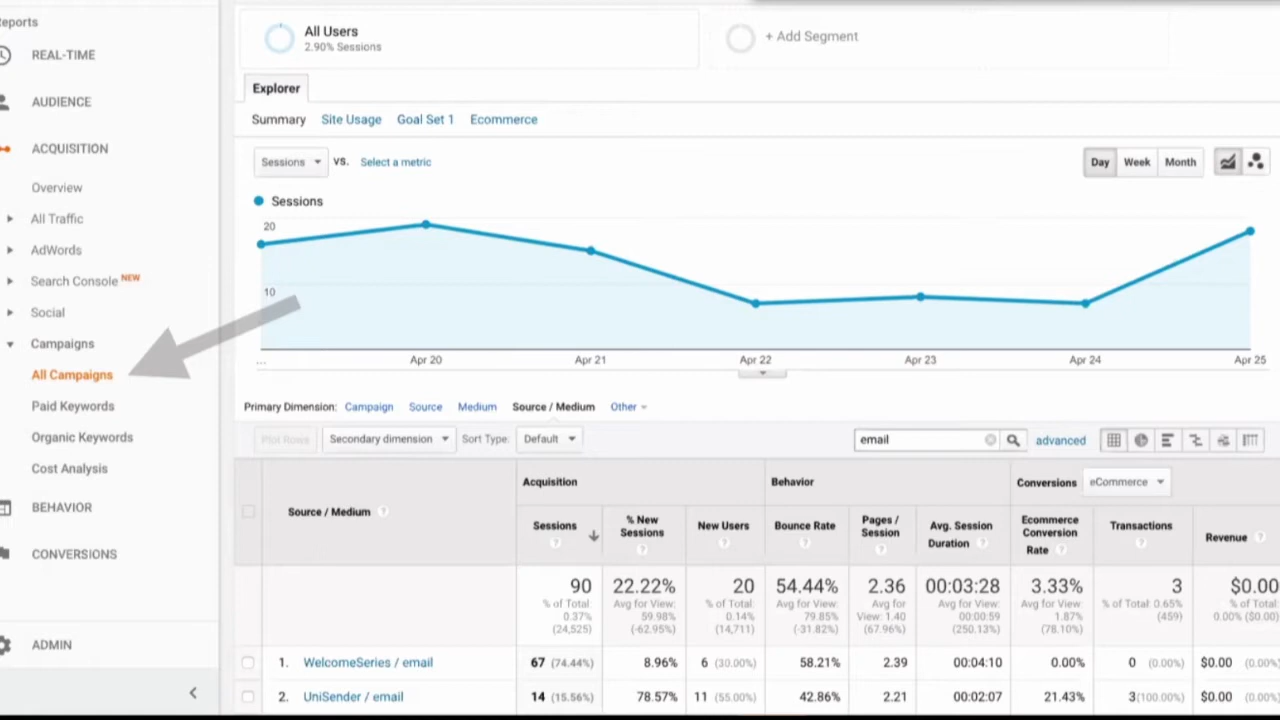 Reports
REAL-TIME
AUDIENCE
ACQUISITION
Overview
All Traffic
AdWords
Search Console NEW
Social
Campaigns
All Campaigns
Paid Keywords
Organic Keywords
Cost Analysis
BEHAVIOR
CONVERSIONS
ADMIN
All Users
2.90% Sessions
+ Add Segment
Explorer
Summary Site Usage Goal Set 1 Ecommerce
Sessions VS. Select a metric
Day Week Month
Sessions
20
10
... Apr 20 Apr 21 Apr 22 Apr 23 Apr 24 Apr 25
Primary Dimension: Campaign Source Medium Source / Medium Other
Plot Rows Secondary dimension Sort Type: Default email advanced
Acquisition Behavior Conversions eCommerce
Source / Medium ? Sessions ? % New Sessions ? New Users ? Bounce Rate ? Pages / Session ? Avg. Session Duration ? Ecommerce Conversion Rate ? Transactions ? Revenue ?
90 22.22% 20 54.44% 2.36 00:03:28 3.33% 3 $0.00
% of Total: 0.37% (24,525) Avg for View: 59.98% (-62.95%) % of Total: 0.14% (14,711) Avg for View: 79.85% (-31.82%) Avg for View: 1.40 (67.96%) Avg for View: 00:00:59 (250.13%) Avg for View: 1.87% (78.10%) % of Total: 0.65% (459) % of Total: 0.00% ($0.00)
1. WelcomeSeries / email 67 (74.44%) 8.96% 6 (30.00%) 58.21% 2.39 00:04:10 0.00% 0 (0.00%) $0.00 (0.00%)
2. UniSender / email 14 (15.56%) 78.57% 11 (55.00%) 42.86% 2.21 00:02:07 21.43% 3(100.00%) $0.00 (0.00%)